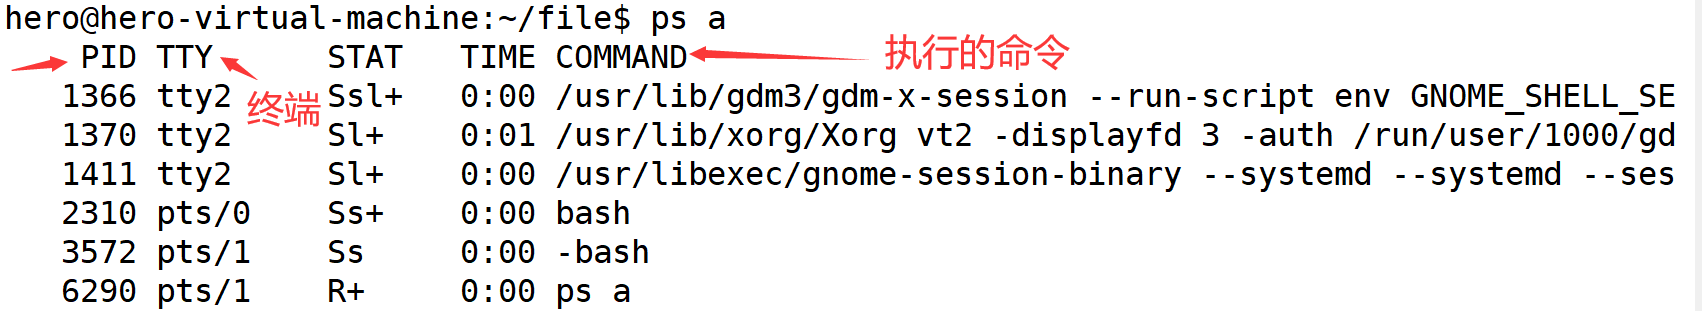 hero@hero-virtual-machine:~/file$ ps a
PID TTY STAT TIME COMMAND 执行的命令
1366 tty2 终端 Ssl+ 0:00 /usr/lib/gdm3/gdm-x-session --run-script env GNOME_SHELL_SE
1370 tty2 Sl+ 0:01 /usr/lib/xorg/Xorg vt2 -displayfd 3 -auth /run/user/1000/gd
1411 tty2 Sl+ 0:00 /usr/libexec/gnome-session-binary --systemd --systemd --ses
2310 pts/0 Ss+ 0:00 bash
3572 pts/1 Ss 0:00 -bash
6290 pts/1 R+ 0:00 ps a